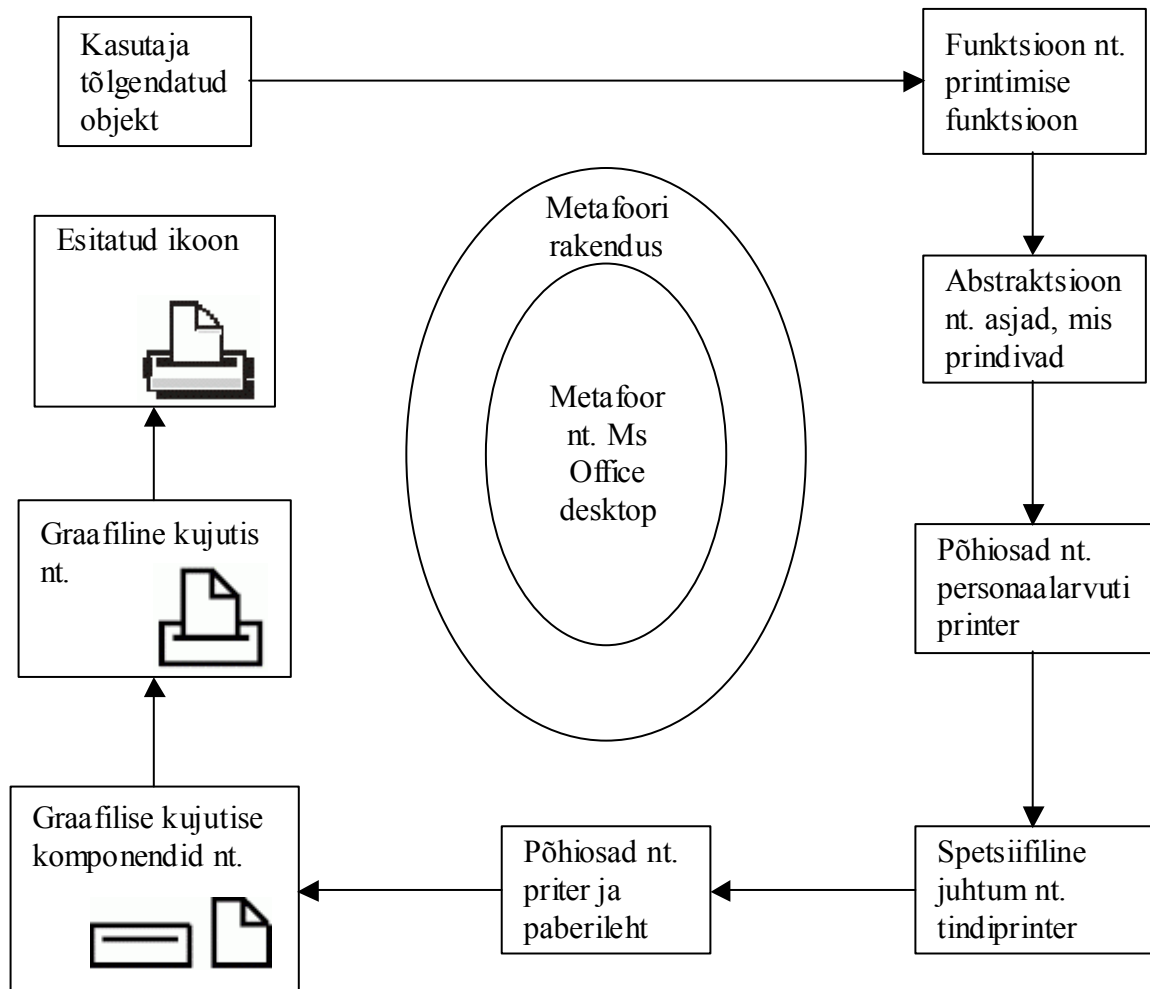 Kasutaja
tõlgendatud
objekt
Funktsioon nt.
printimise
funktsioon
Metafoori
rakendus
Esitatud ikoon
Abstraktsioon
nt. asjad, mis
prindivad
Metafoor
nt. Ms
Office
desktop
Graafiline kujutis
nt.
Põhiosad nt.
personaalarvuti
printer
Graafilise kujutise
komponendid nt.
Põhiosad nt.
priter ja
paberileht
Spetsiifiline
juhtum nt.
tindiprinter